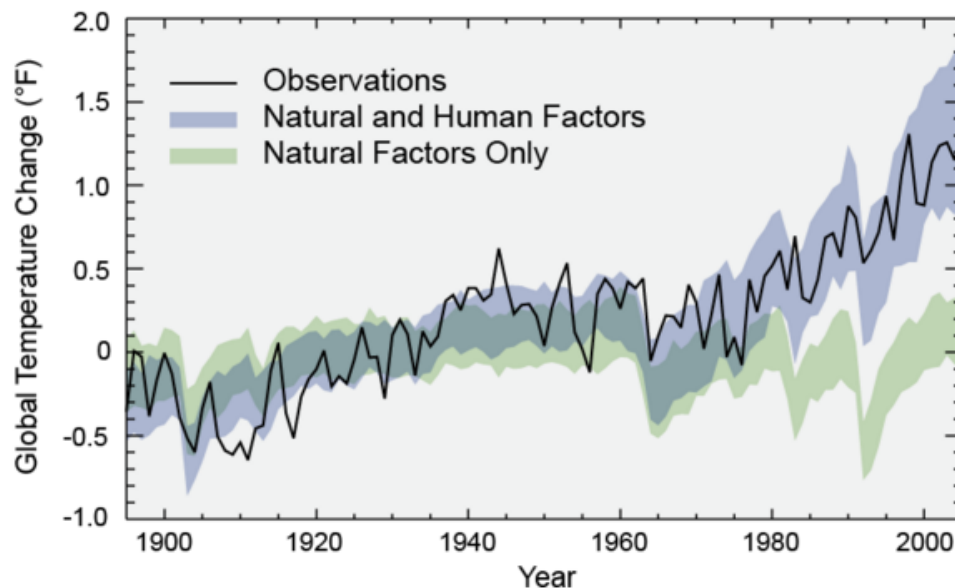 Global Temperature Change (°F)
2.0
1.5
1.0
0.5
0
-0.5
-1.0
Observations
Natural and Human Factors
Natural Factors Only
1900 1920 1940 1960 1980 2000
Year